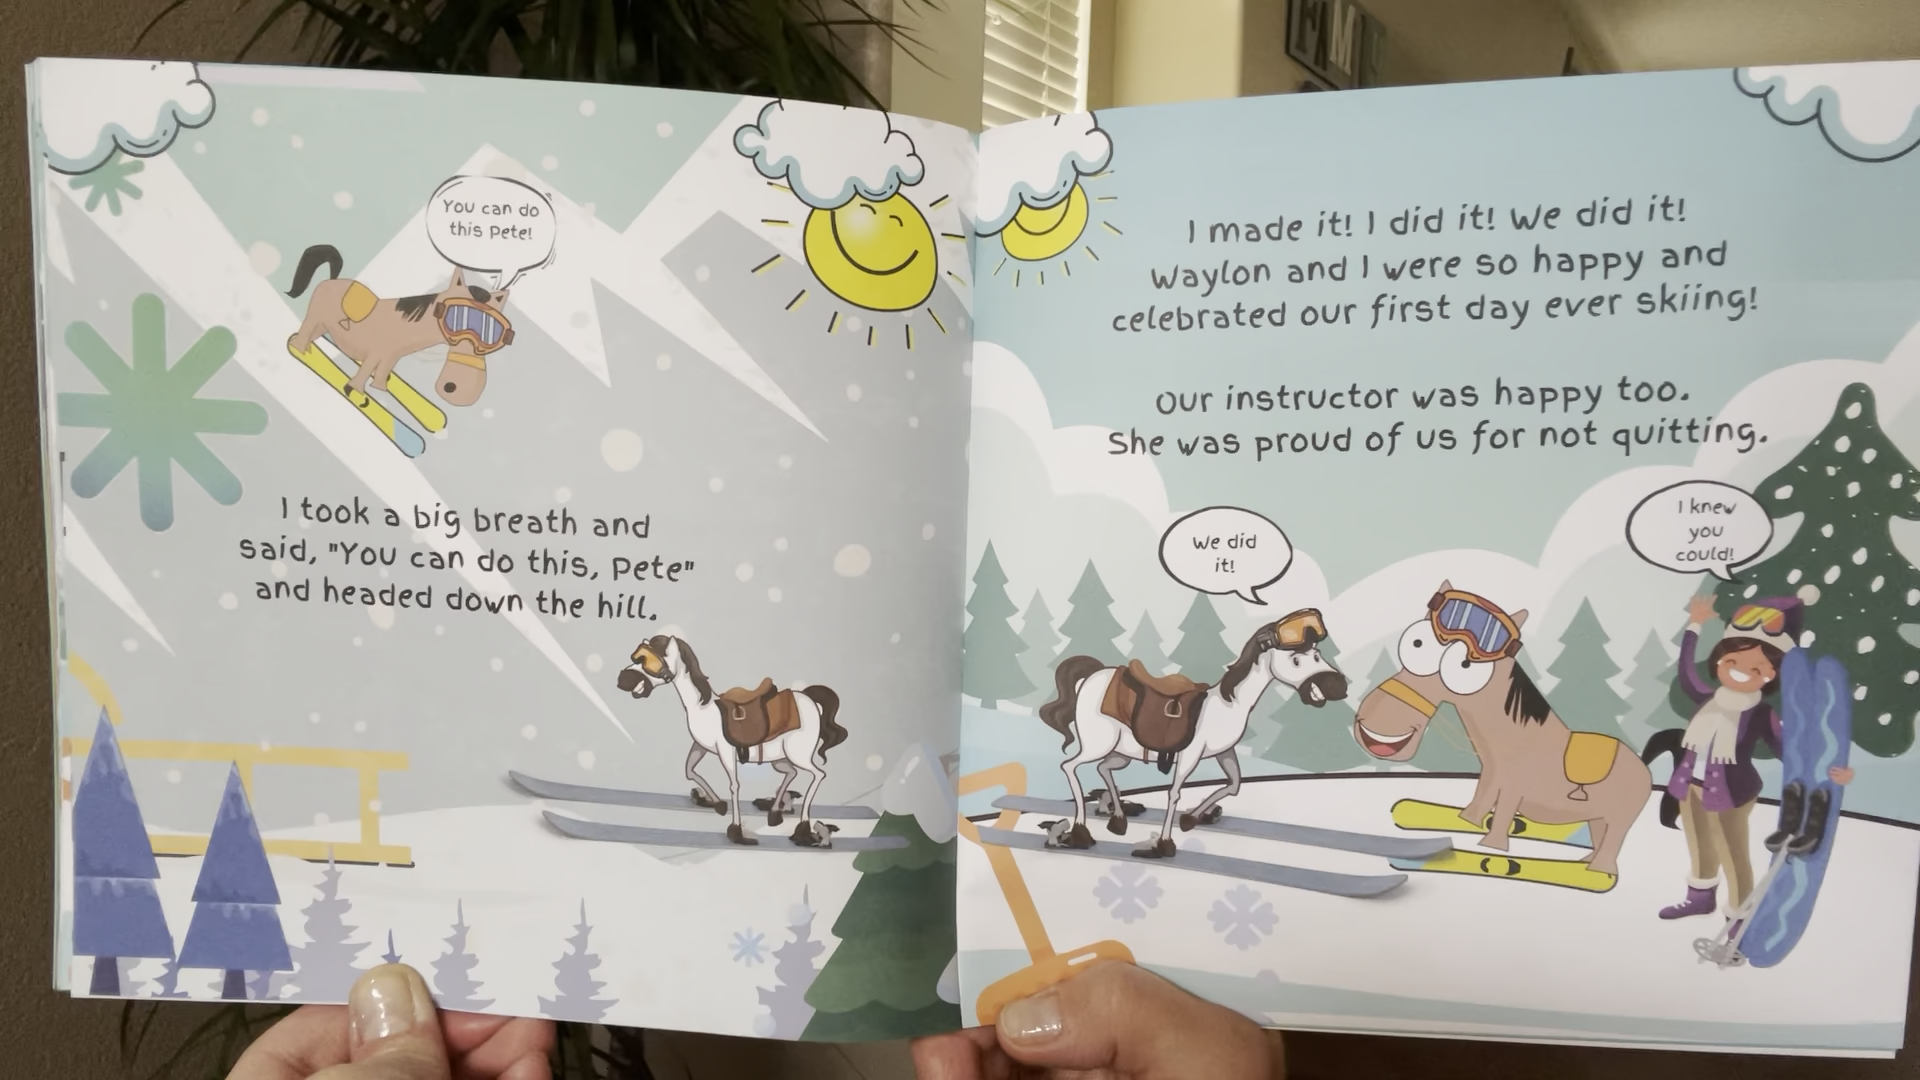 You can do
this Pete!
I took a big breath and
said, "You can do this, Pete"
and headed down the hill.
I made it! I did it! We did it!
Waylon and I were so happy and
celebrated our first day ever skiing!
Our instructor was happy too.
She was proud of us for not quitting.
We did
it!
I knew
you
could!